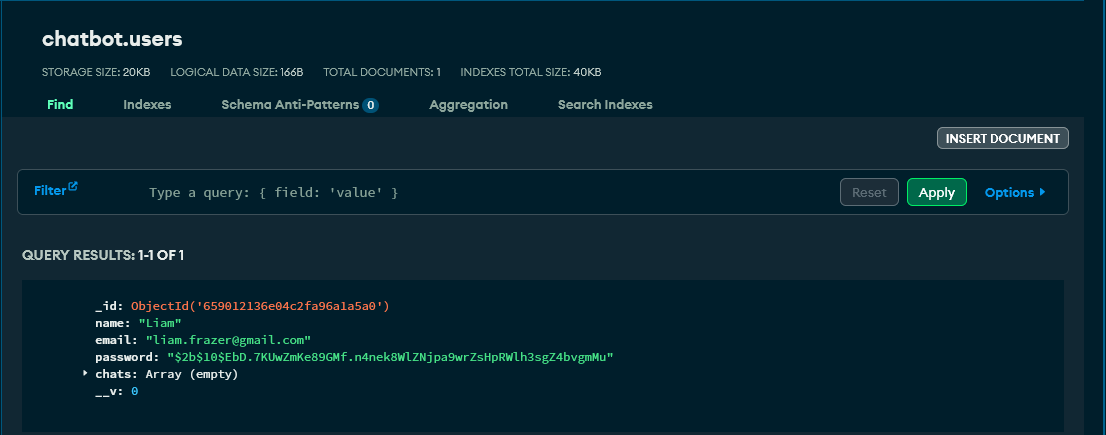 chatbot.users
STORAGE SIZE: 20KB LOGICAL DATA SIZE: 166B TOTAL DOCUMENTS: 1 INDEXES TOTAL SIZE: 40KB
Find Indexes Schema Anti-Patterns 0 Aggregation Search Indexes
INSERT DOCUMENT
Filter Type a query: { field: 'value' } Reset Apply Options
QUERY RESULTS: 1-1 OF 1
_id: ObjectId('659012136e04c2fa96a1a5a0')
name: "Liam"
email: "liam.frazer@gmail.com"
password: "$2b$10$EbD.7KUwZmKe89GMf.n4nek8WlZNjpa9wrZsHpRWlh3sgZ4bvgmMu"
chats: Array (empty)
__v: 0